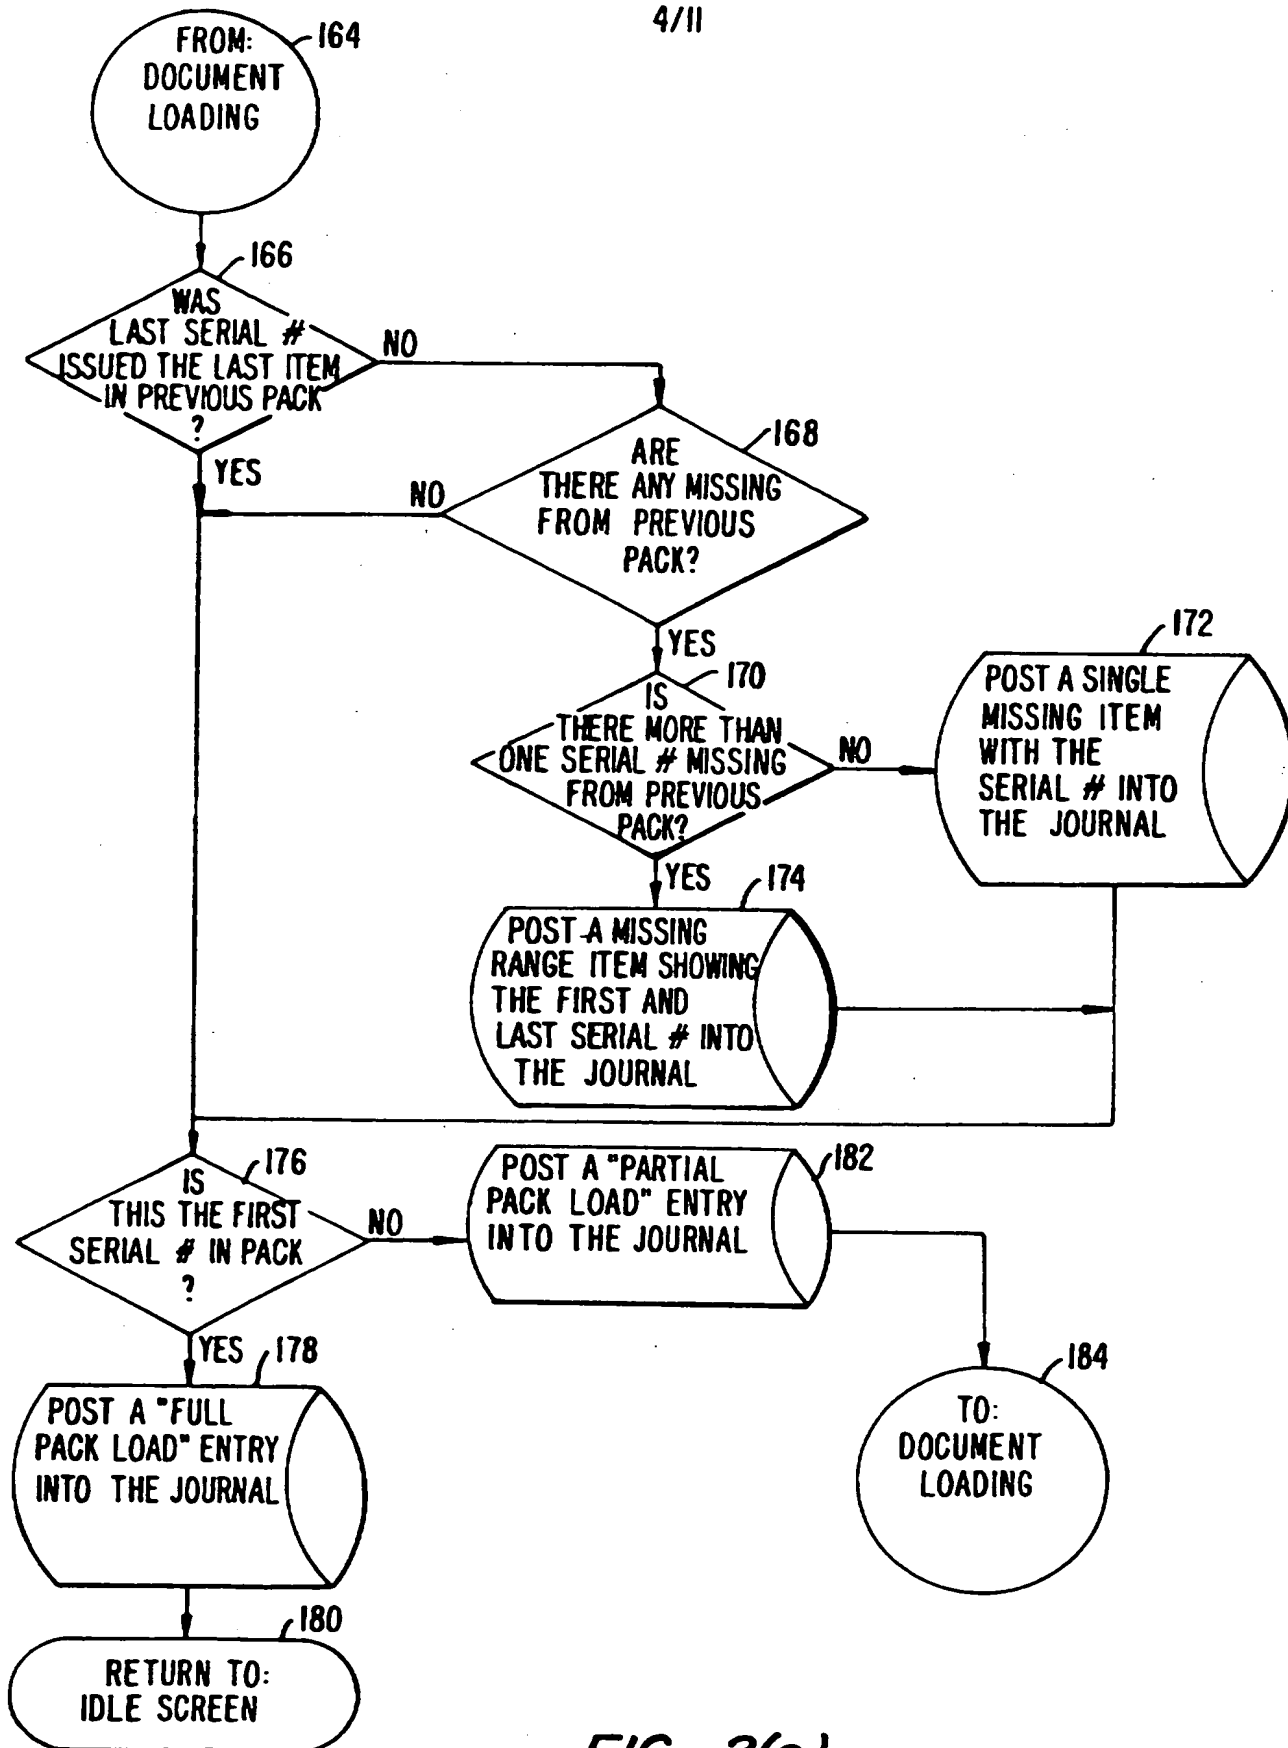 4/11
FROM:
DOCUMENT
LOADING
164
166
WAS
LAST SERIAL #
ISSUED THE LAST ITEM
IN PREVIOUS PACK
?
NO
YES
168
ARE
THERE ANY MISSING
FROM PREVIOUS
PACK?
NO
YES
170
IS
THERE MORE THAN
ONE SERIAL # MISSING
FROM PREVIOUS
PACK?
NO
YES
172
POST A SINGLE
MISSING ITEM
WITH THE
SERIAL # INTO
THE JOURNAL
174
POST A MISSING
RANGE ITEM SHOWING
THE FIRST AND
LAST SERIAL # INTO
THE JOURNAL
176
IS
THIS THE FIRST
SERIAL # IN PACK
?
NO
YES
182
POST A "PARTIAL
PACK LOAD" ENTRY
INTO THE JOURNAL
184
TO:
DOCUMENT
LOADING
178
POST A "FULL
PACK LOAD" ENTRY
INTO THE JOURNAL
180
RETURN TO:
IDLE SCREEN